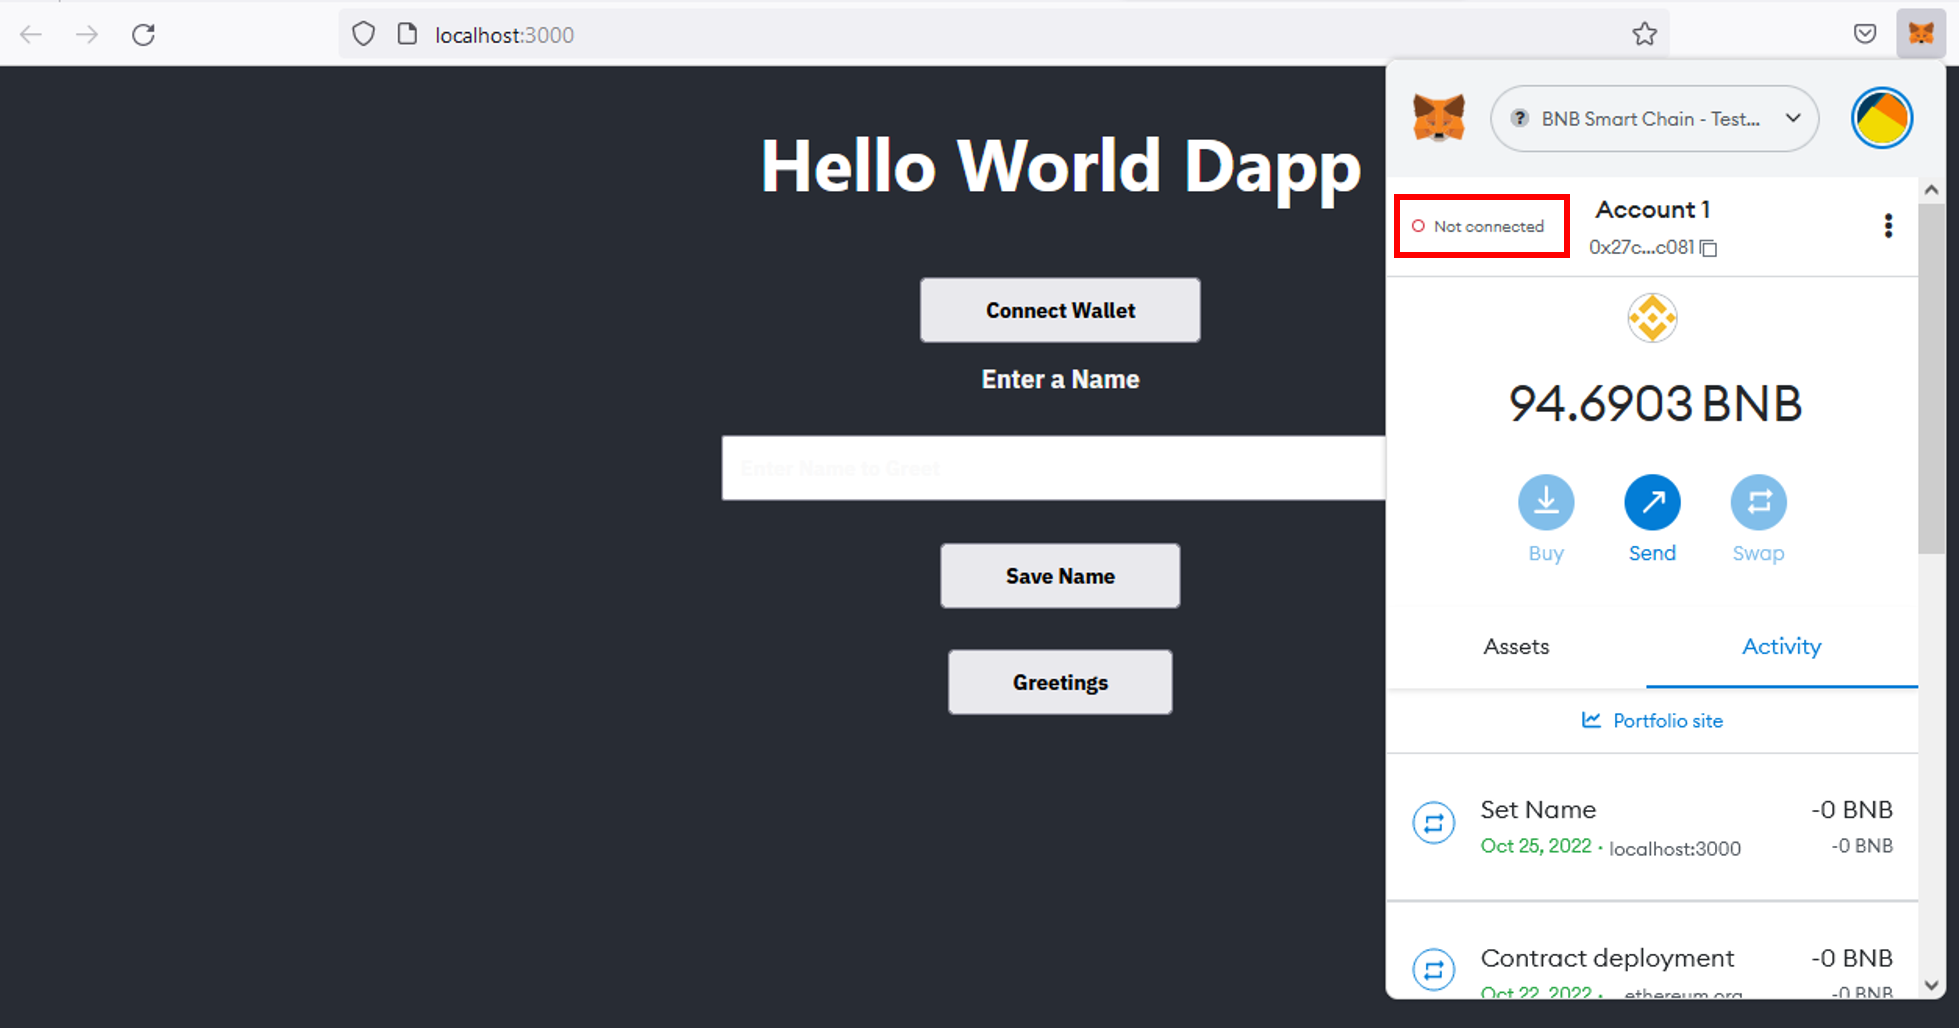 localhost:3000
Hello World Dapp
Connect Wallet
Enter a Name
Enter Name to Greet
Save Name
Greetings
? BNB Smart Chain - Test...
Not connected
Account 1
0x27c...c081
94.6903 BNB
Buy
Send
Swap
Assets
Activity
Portfolio site
Set Name
-0 BNB
Oct 25, 2022 · localhost:3000
-0 BNB
Contract deployment
-0 BNB
Oct 22, 2022 · ethereum.org
-0 BNB